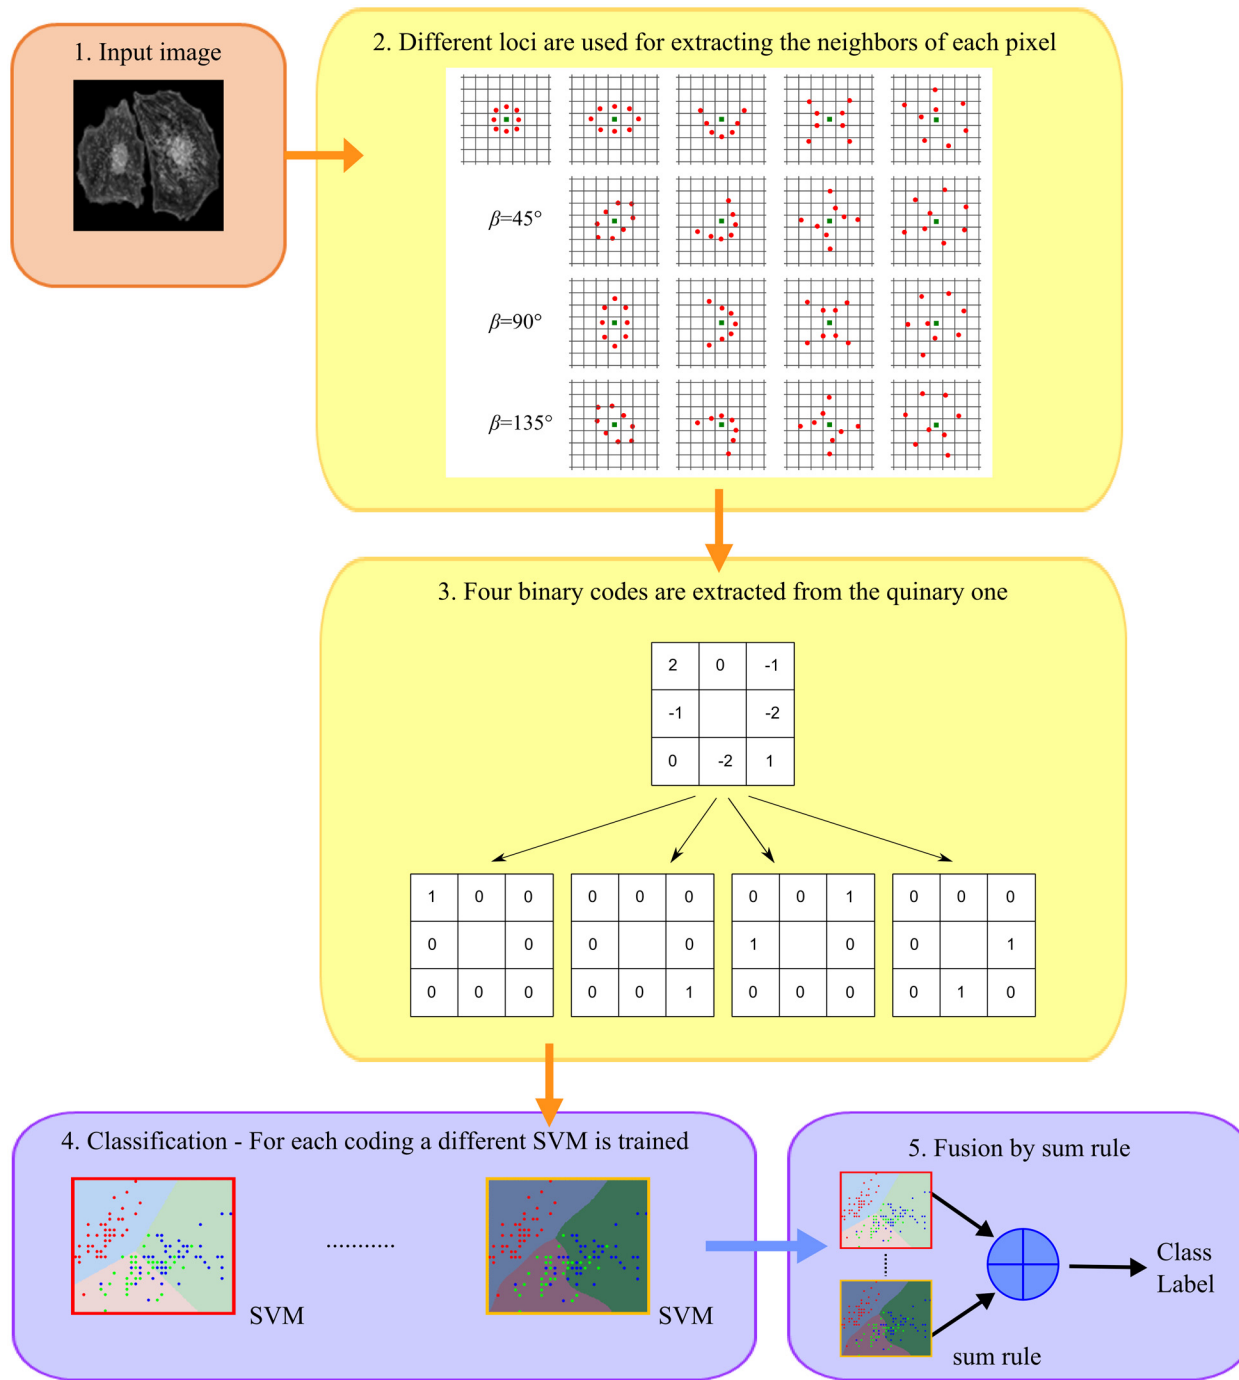 1. Input image
2. Different loci are used for extracting the neighbors of each pixel
β=45°
β=90°
β=135°
3. Four binary codes are extracted from the quinary one
2 0 -1
-1 -2
0 -2 1
1 0 0 0 0 0 0 0 1 0 0 0
0 0 0 0 1 0 0 1
0 0 0 0 0 1 0 0 0 0 1 0
4. Classification - For each coding a different SVM is trained
SVM
...........
SVM
5. Fusion by sum rule
Class
Label
sum rule